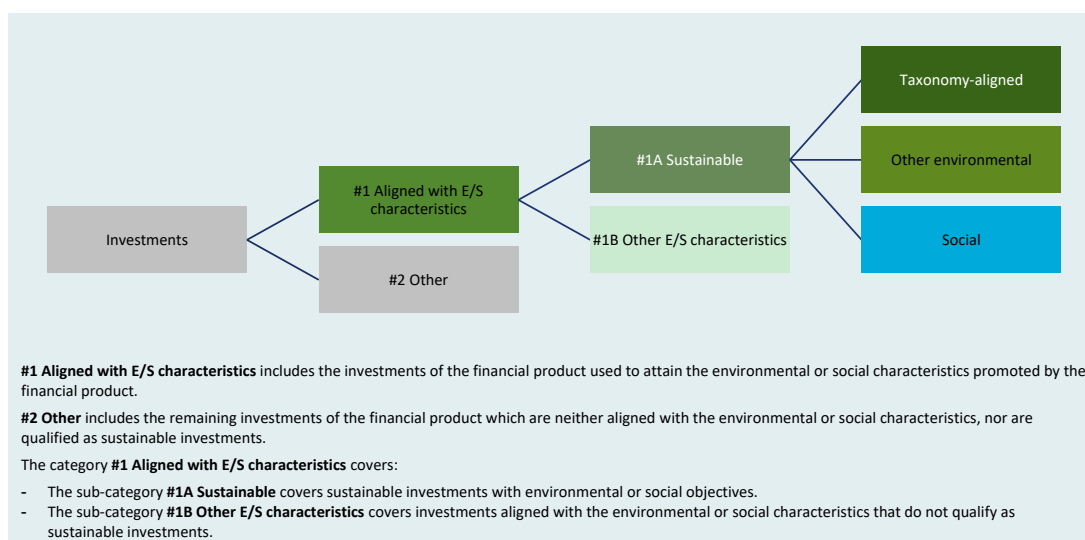 Taxonomy-aligned
#1A Sustainable
Other environmental
#1 Aligned with E/S
characteristics
Investments
#1B Other E/S characteristics
Social
#2 Other
#1 Aligned with E/S characteristics includes the investments of the financial product used to attain the environmental or social characteristics promoted by the
financial product.
#2 Other includes the remaining investments of the financial product which are neither aligned with the environmental or social characteristics, nor are
qualified as sustainable investments.
The category #1 Aligned with E/S characteristics covers:
- The sub-category #1A Sustainable covers sustainable investments with environmental or social objectives.
- The sub-category #1B Other E/S characteristics covers investments aligned with the environmental or social characteristics that do not qualify as
sustainable investments.